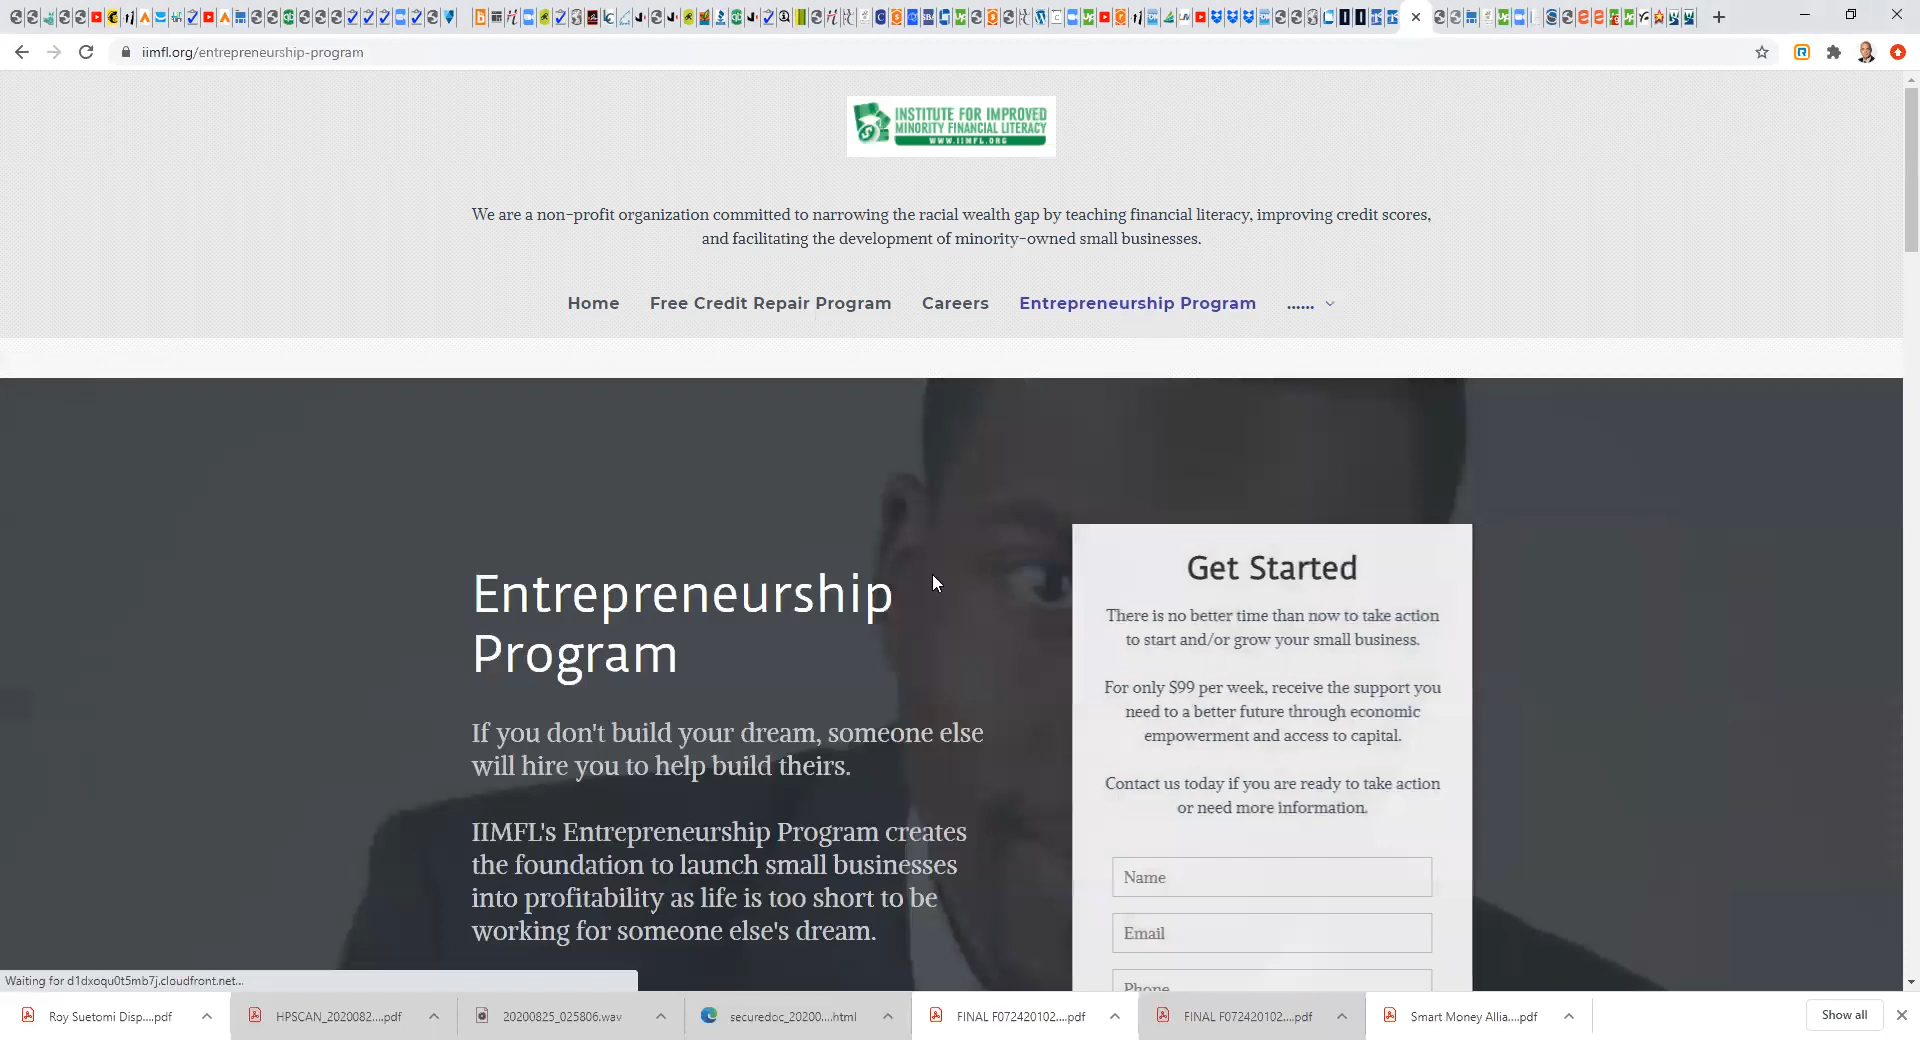 iimfl.org/entrepreneurship-program
INSTITUTE FOR IMPROVED
MINORITY FINANCIAL LITERACY
WWW.IIMFL.ORG
We are a non-profit organization committed to narrowing the racial wealth gap by teaching financial literacy, improving credit scores,
and facilitating the development of minority-owned small businesses.
Home Free Credit Repair Program Careers Entrepreneurship Program ......
Entrepreneurship
Program
If you don't build your dream, someone else
will hire you to help build theirs.
IIMFL's Entrepreneurship Program creates
the foundation to launch small businesses
into profitability as life is too short to be
working for someone else's dream.
Get Started
There is no better time than now to take action
to start and/or grow your small business.
For only $99 per week, receive the support you
need to a better future through economic
empowerment and access to capital.
Contact us today if you are ready to take action
or need more information.
Name
Email
Phone
Waiting for d1dxoqu0t5mb7j.cloudfront.net...
Roy Suetomi Disp....pdf HPSCAN_2020082....pdf 20200825_025806.wav securedoc_20200....html FINAL F072420102....pdf FINAL F072420102....pdf Smart Money Allia....pdf Show all